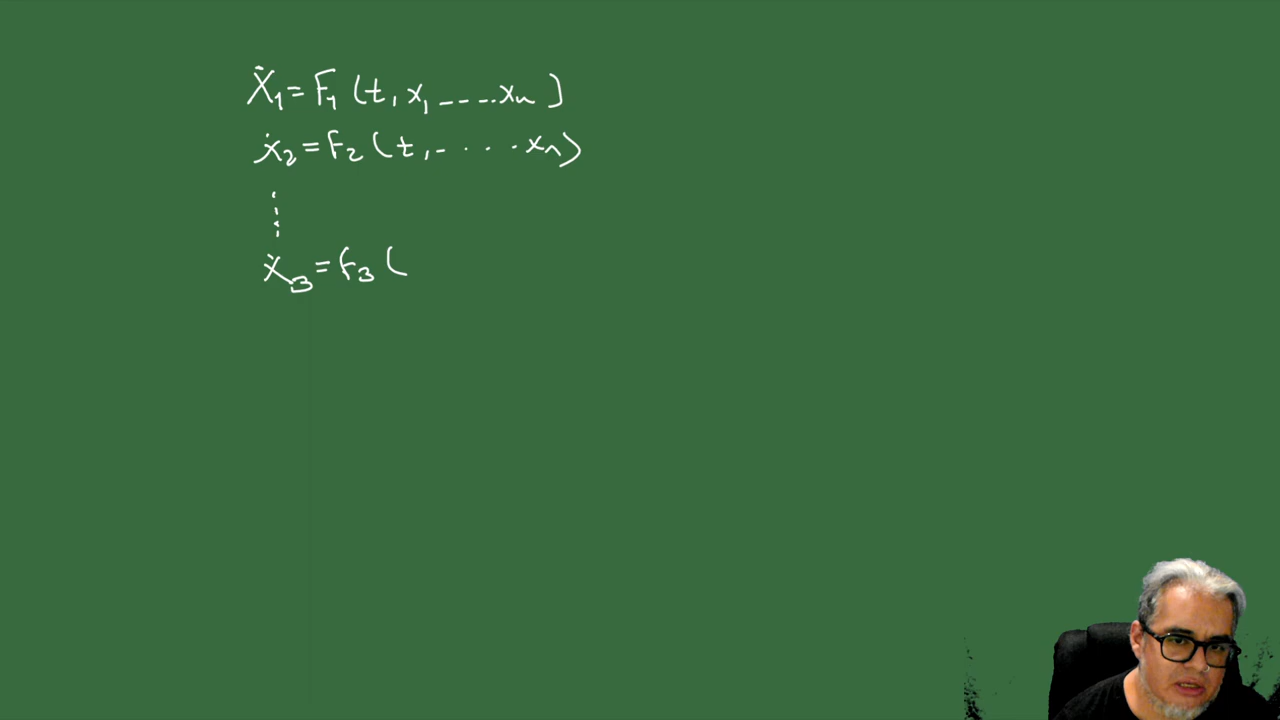 ẋ₁ = F₁ (t, x₁ ---..xₙ)
ẋ₂ = F₂ (t, - · · · xₙ)
⋮
ẋ₃ = F₃ (